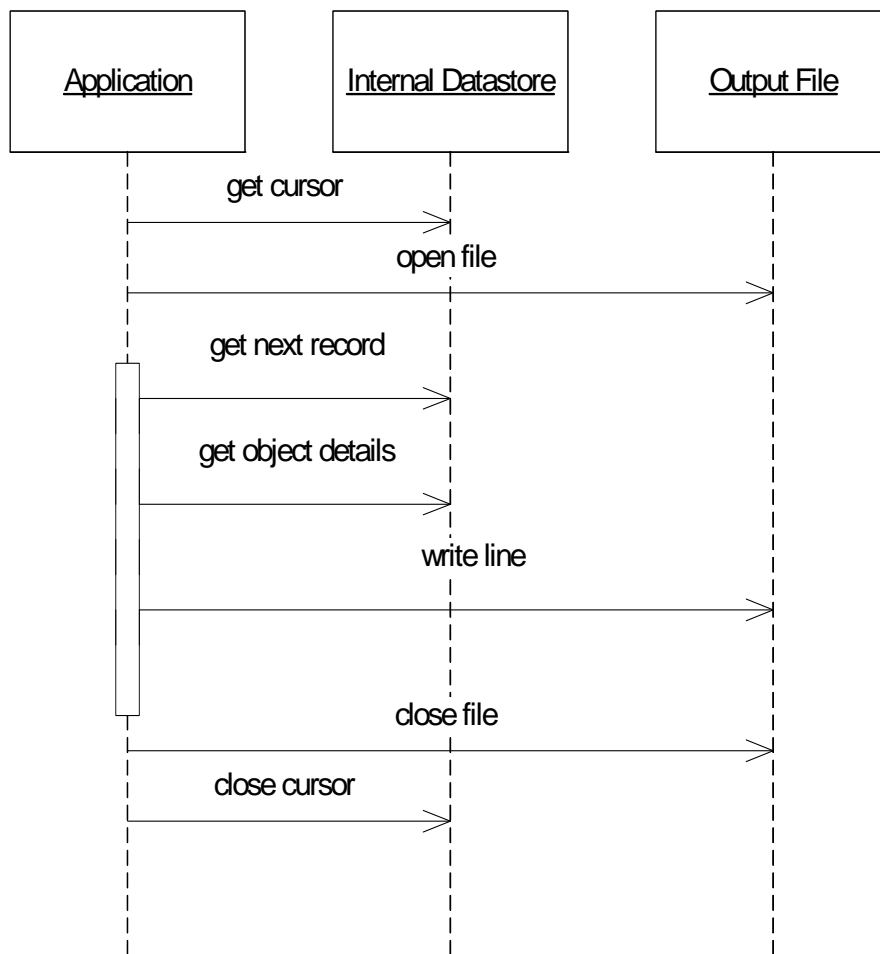 Application
Internal Datastore
Output File
get cursor
open file
get next record
get object details
write line
close file
close cursor